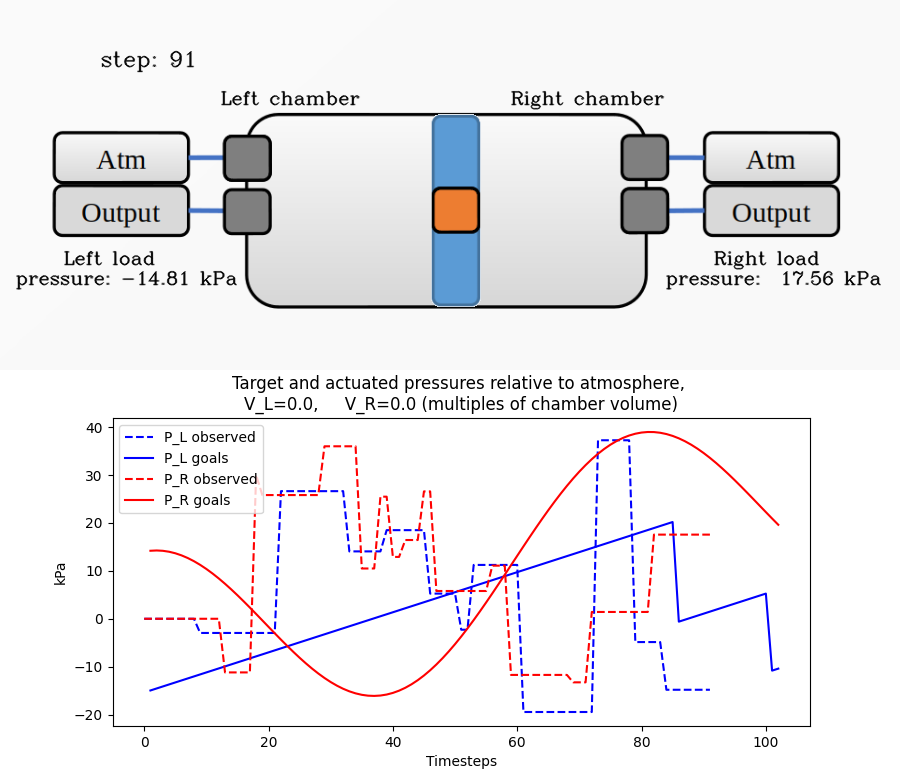 step: 91
Left chamber
Right chamber
Atm
Atm
Output
Output
Left load
pressure: −14.81 kPa
Right load
pressure: 17.56 kPa
Target and actuated pressures relative to atmosphere,
V_L=0.0, V_R=0.0 (multiples of chamber volume)
P_L observed
P_L goals
P_R observed
P_R goals
kPa
40
30
20
10
0
−10
−20
0
20
40
60
80
100
Timesteps